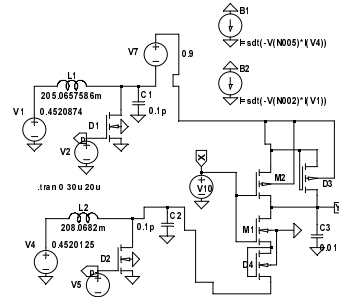 B1
I=sdt(-V(N005)*I(V4))
B2
I=sdt(-V(N002)*I(V1))
V7
0.9
L1
205.0657586m
C1
0.1p
V1
0.4520874
D1
V2
p
.tran 0 30u 20u
X
V10
M2
D3
L2
208.0682m
C2
0.1p
V4
0.4520125
D2
V5
p
M1
D4
C3
0.01